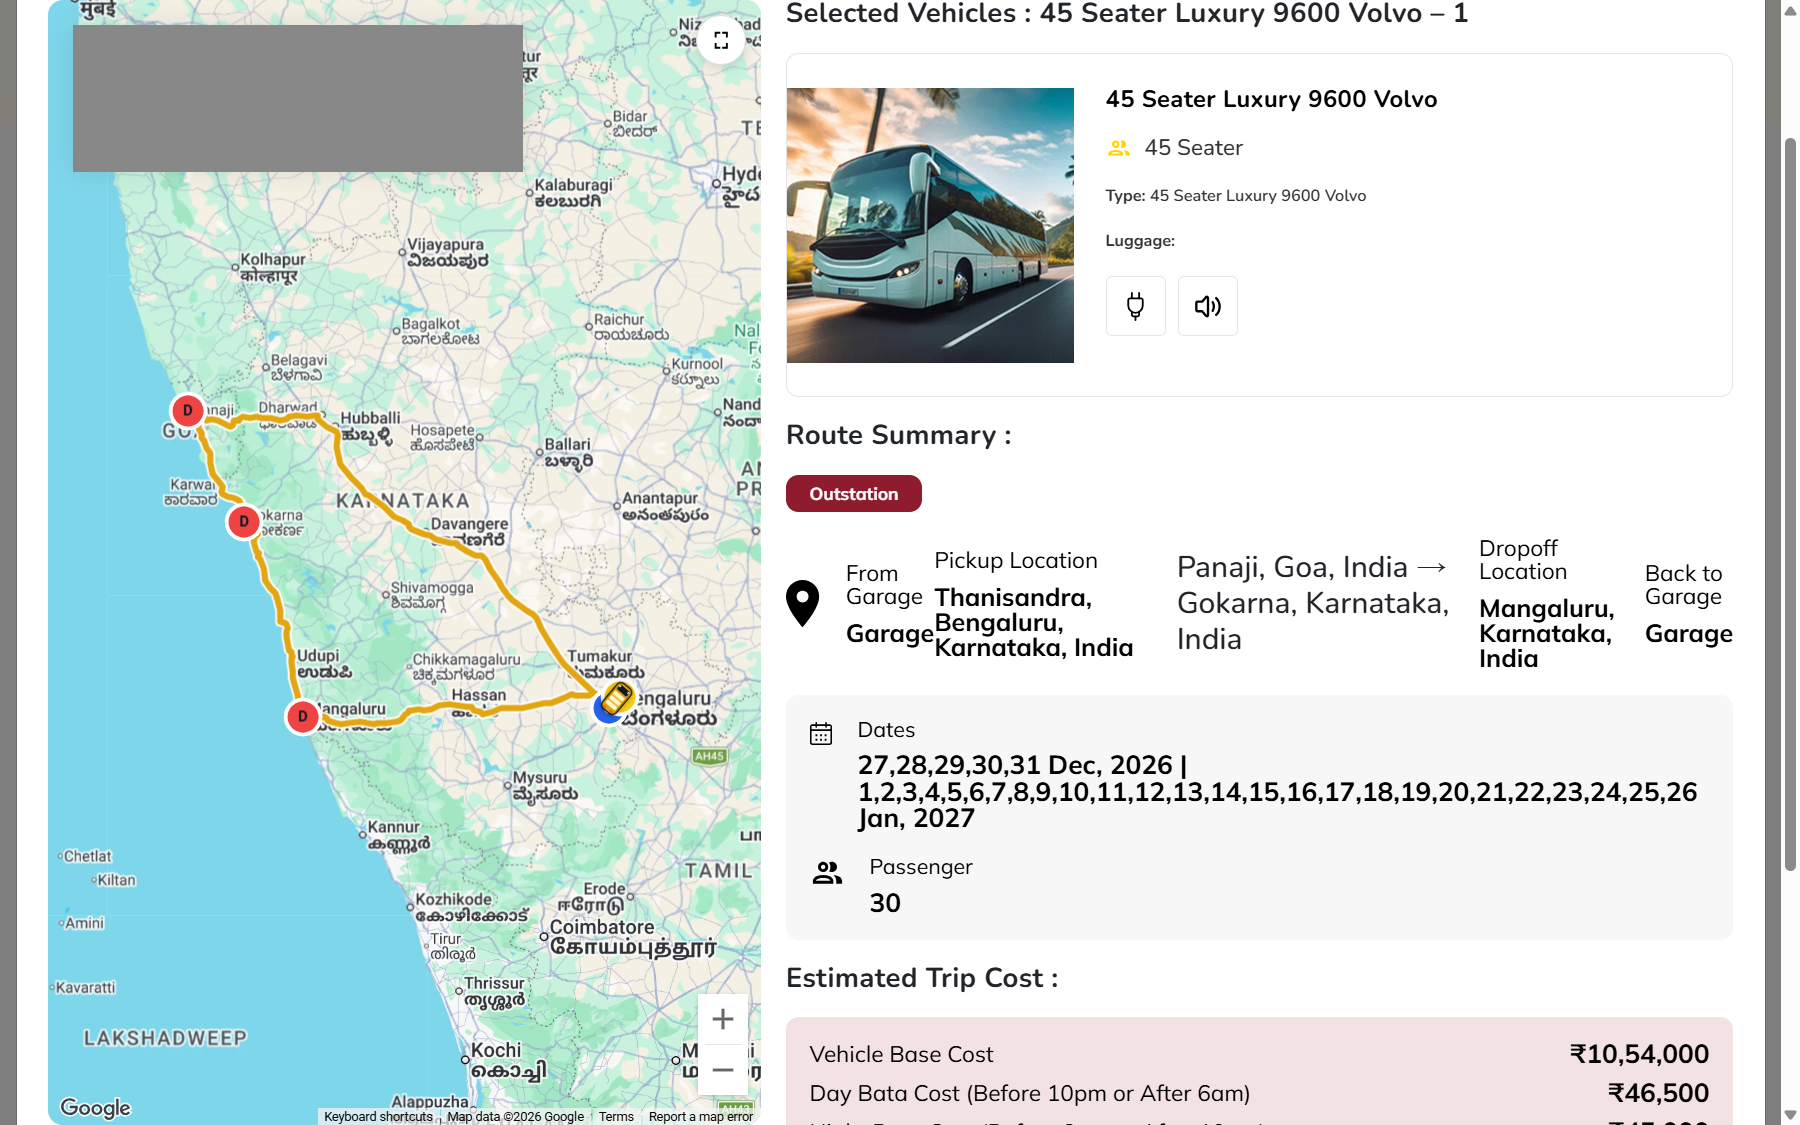 Selected Vehicles : 45 Seater Luxury 9600 Volvo – 1
45 Seater Luxury 9600 Volvo
45 Seater
Type: 45 Seater Luxury 9600 Volvo
Luggage:
Route Summary :
Outstation
From Garage
Garage
Pickup Location
Thanisandra,
Bengaluru,
Karnataka, India
Panaji, Goa, India →
Gokarna, Karnataka,
India
Dropoff
Location
Mangaluru,
Karnataka,
India
Back to
Garage
Garage
Dates
27,28,29,30,31 Dec, 2026 |
1,2,3,4,5,6,7,8,9,10,11,12,13,14,15,16,17,18,19,20,21,22,23,24,25,26
Jan, 2027
Passenger
30
Estimated Trip Cost :
Vehicle Base Cost ₹10,54,000
Day Bata Cost (Before 10pm or After 6am) ₹46,500
मुंबई
Bidar
ಬೀದರ್
Kalaburagi
ಕಲಬುರಗಿ
Vijayapura
ವಿಜಯಪುರ
Kolhapur
कोल्हापूर
Bagalkot
ಬಾಗಲಕೋಟ
Raichur
ರಾಯಚೂರು
Belagavi
ಬೆಳಗಾವಿ
Kurnool
కర్నూలు
Dharwad
Hubballi
ಹುಬ್ಬಳ್ಳಿ
Hosapete
ಹೊಸಪೇಟೆ
Ballari
ಬಳ್ಳಾರಿ
Karwar
ಕಾರವಾರ
KARNATAKA
Anantapur
అనంతపురం
Davangere
Shivamogga
ಶಿವಮೊಗ್ಗ
Udupi
ಉಡುಪಿ
Chikkamagaluru
ಚಿಕ್ಕಮಗಳೂರ
Tumakur
Hassan
AH45
Mysuru
ಮೈಸೂರು
Kannur
കണ്ണൂർ
Chetlat
Kiltan
TAMIL
Amini
Kozhikode
കോഴിക്കോട്
Erode
ஈரோடு
Coimbatore
கோயம்புத்தூர்
Tirur
തിരൂർ
Kavaratti
Thrissur
തൃശ്ശൂർ
LAKSHADWEEP
Kochi
കൊച്ചി
Alappuzha
Google
Keyboard shortcuts
Map data ©2026 Google
Terms
Report a map error
D
D
D